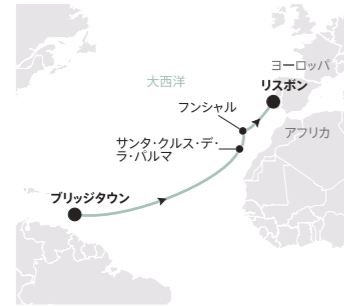 ヨーロッパ
大西洋
リスボン
フンシャル
アフリカ
サンタ・クルス・デ・
ラ・パルマ
ブリッジタウン